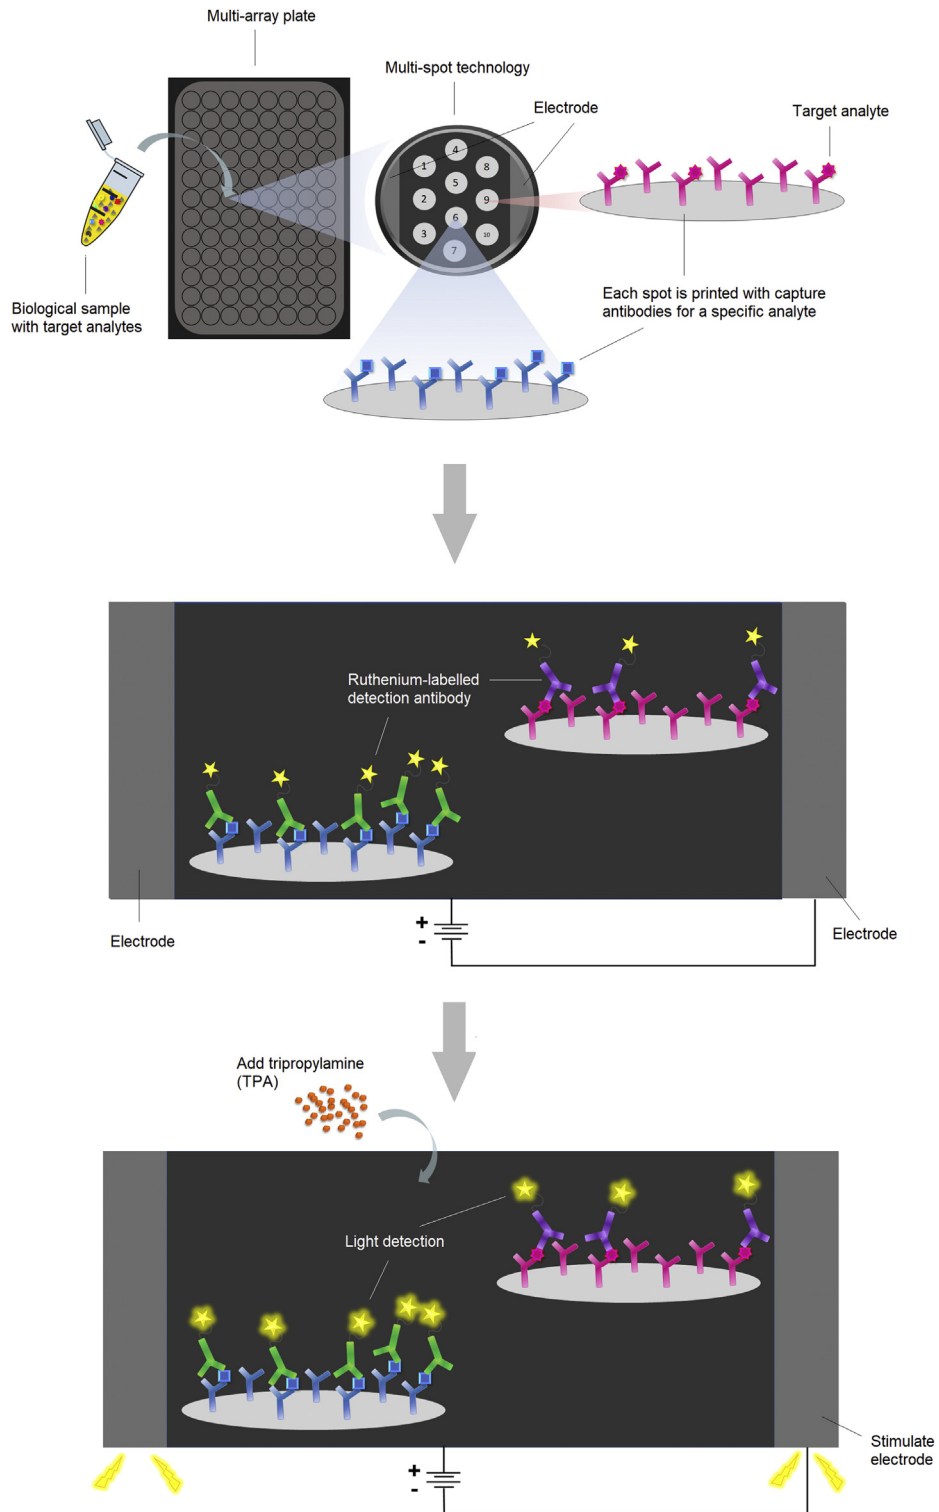 Multi-array plate
Multi-spot technology
Electrode
Target analyte
4
1
8
5
2
9
6
3
10
7
Biological sample
with target analytes
Each spot is printed with capture
antibodies for a specific analyte
Ruthenium-labelled
detection antibody
+
-
Electrode
Electrode
Add tripropylamine
(TPA)
Light detection
Stimulate
electrode
+
-